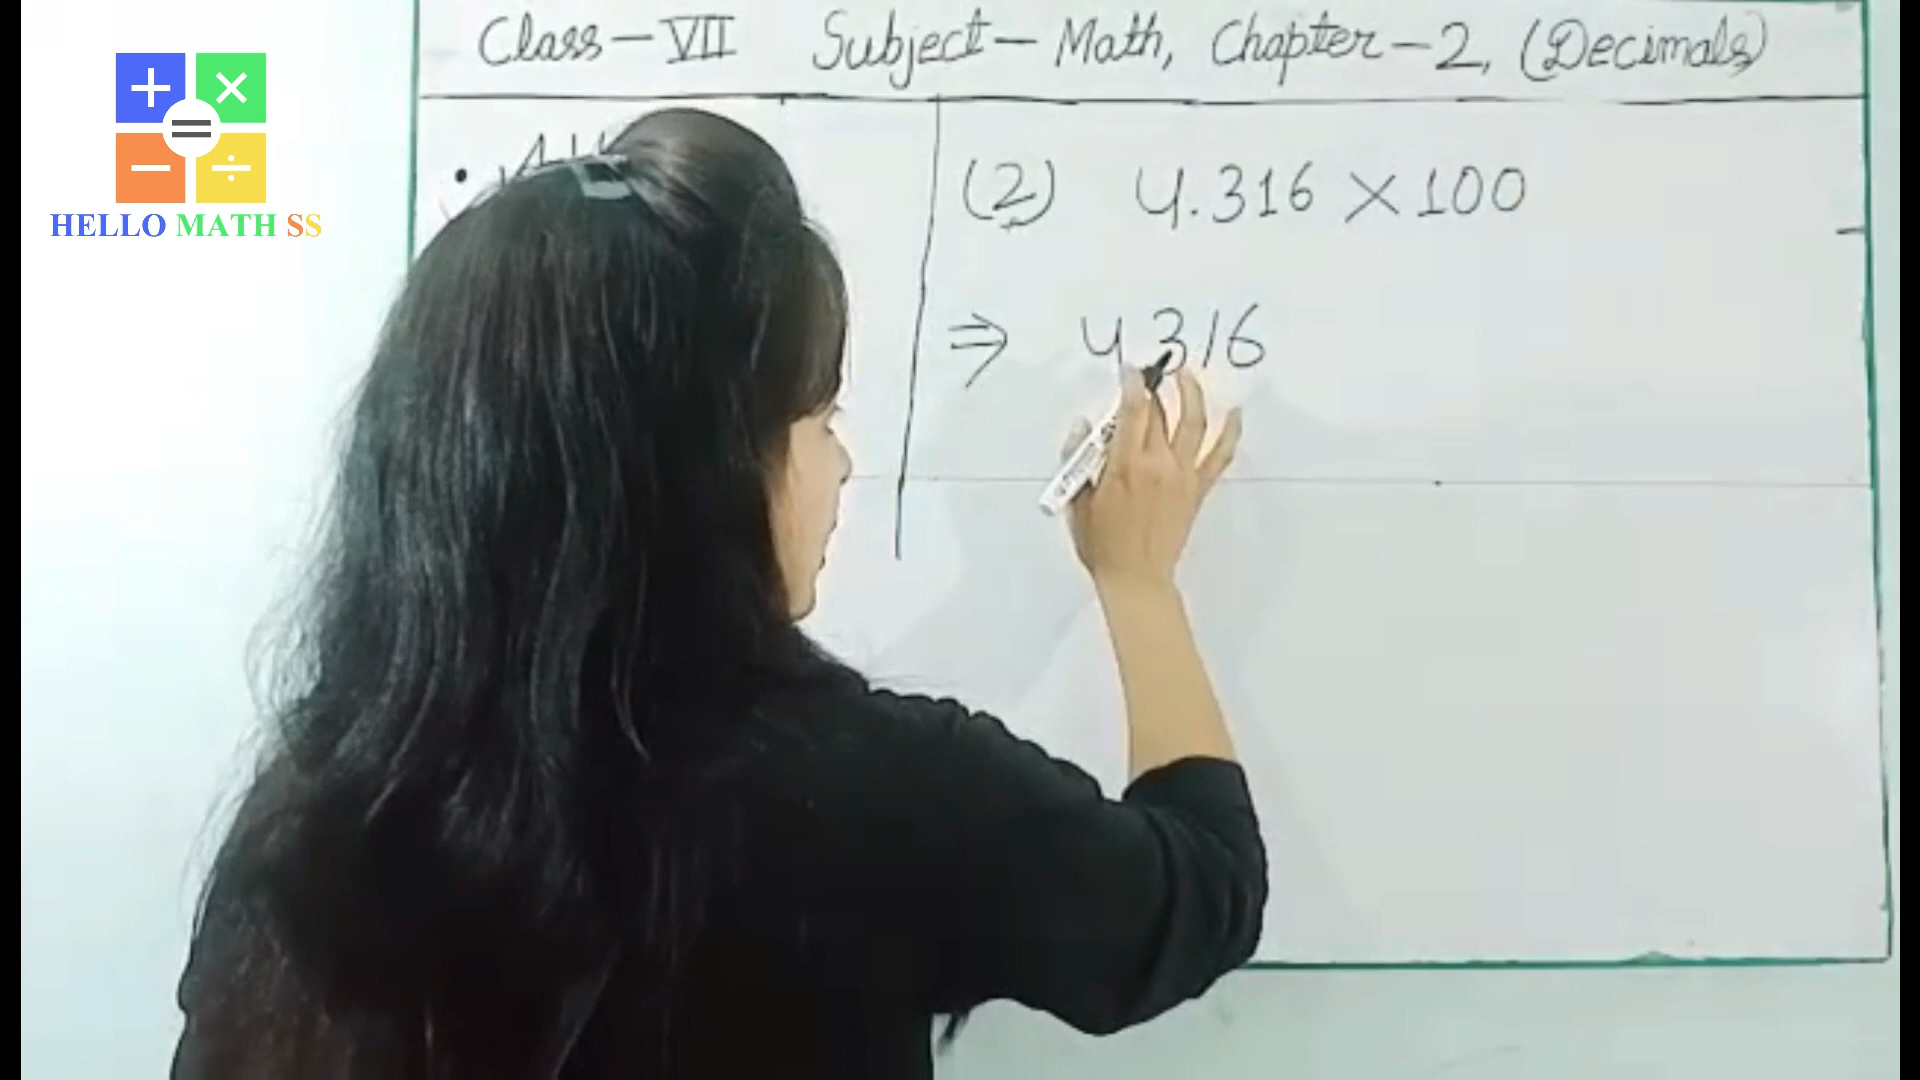 Class-VII Subject-Math, Chapter-2, (Decimals)
HELLO MATH SS
(2) 4.316 × 100
⇒ 4316